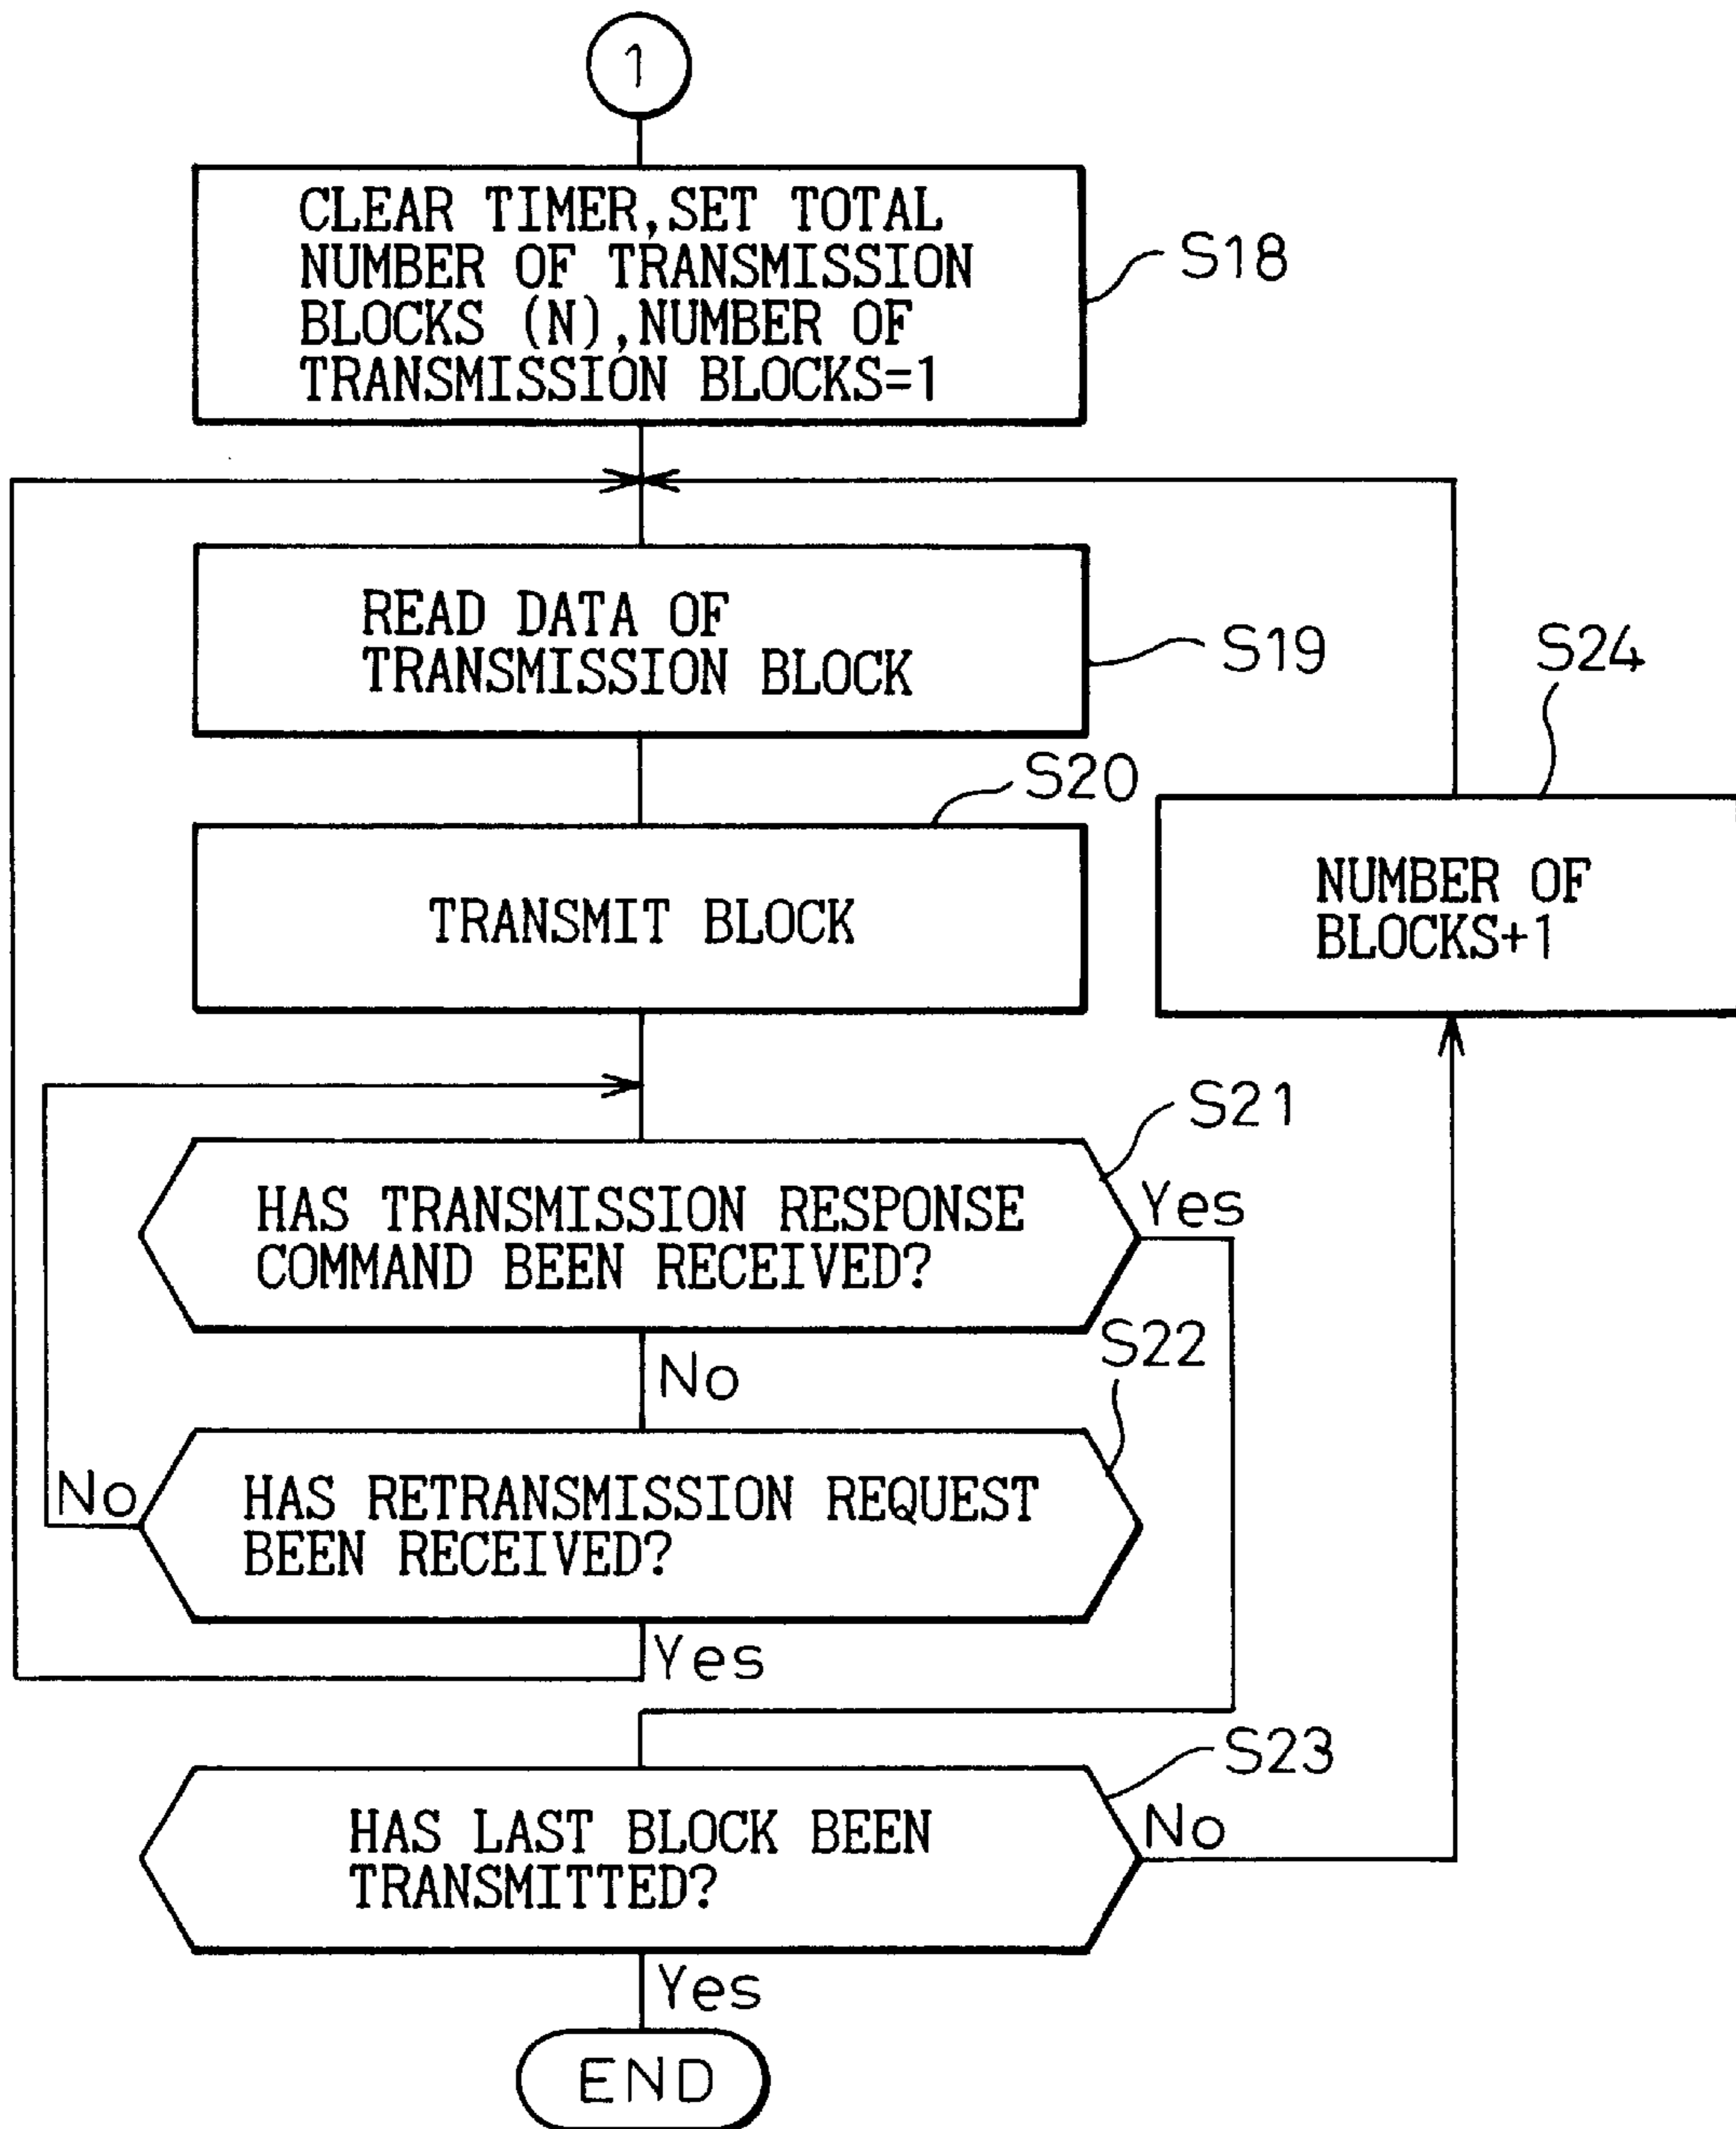 1
CLEAR TIMER,SET TOTAL
NUMBER OF TRANSMISSION
BLOCKS (N),NUMBER OF
TRANSMISSION BLOCKS=1
S18
READ DATA OF
TRANSMISSION BLOCK
S19
S24
S20
TRANSMIT BLOCK
NUMBER OF
BLOCKS+1
S21
HAS TRANSMISSION RESPONSE
COMMAND BEEN RECEIVED?
Yes
No
S22
No
HAS RETRANSMISSION REQUEST
BEEN RECEIVED?
Yes
S23
HAS LAST BLOCK BEEN
TRANSMITTED?
No
Yes
END